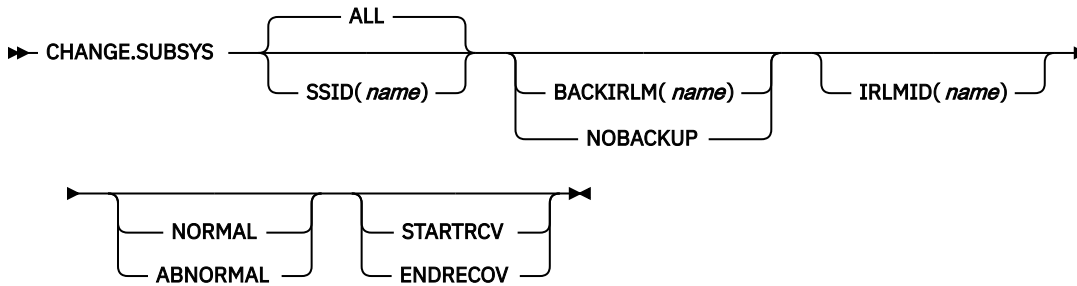 ALL
CHANGE.SUBSYS
SSID( name)
BACKIRLM( name)
IRLMID( name)
NOBACKUP
NORMAL
STARTRCV
ABNORMAL
ENDRECOV